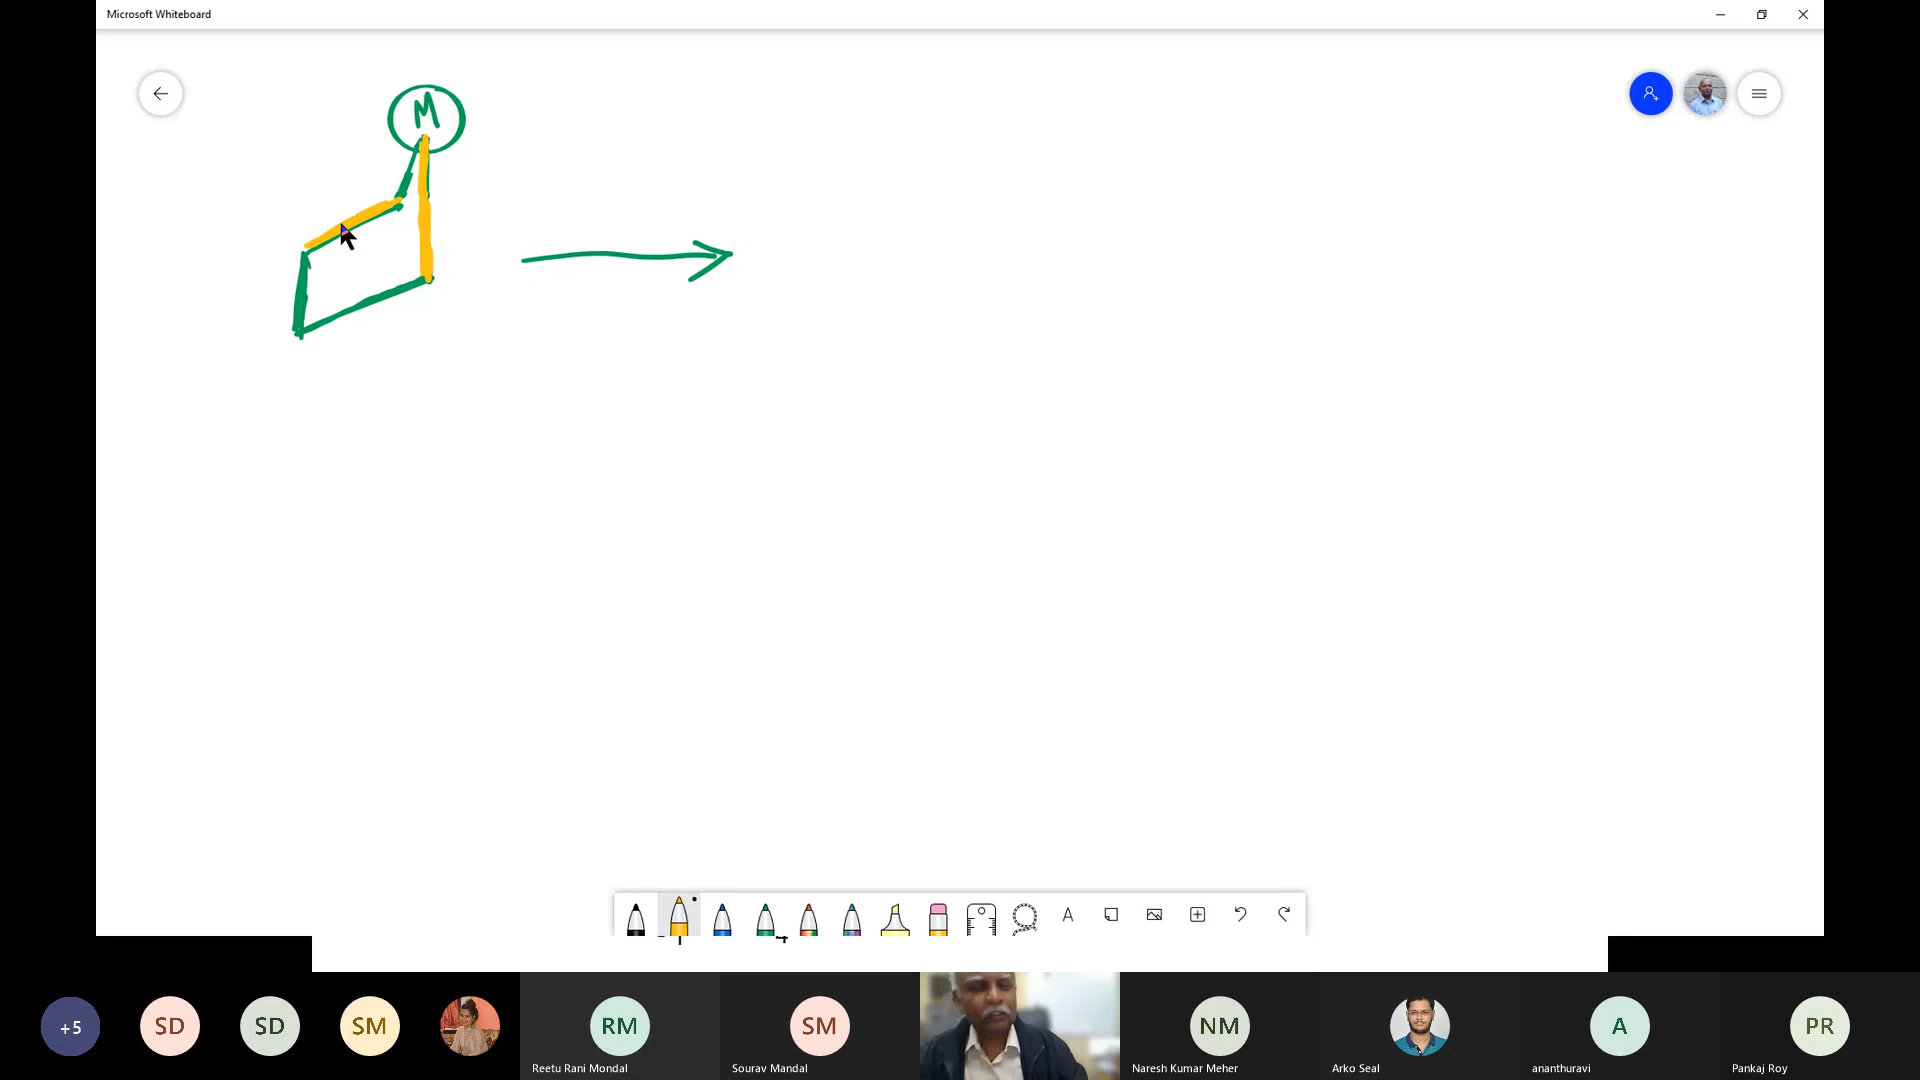 Microsoft Whiteboard
M
A
+5
SD
SD
SM
RM
SM
NM
A
PR
Reetu Rani Mondal
Sourav Mandal
Naresh Kumar Meher
Arko Seal
ananthuravi
Pankaj Roy